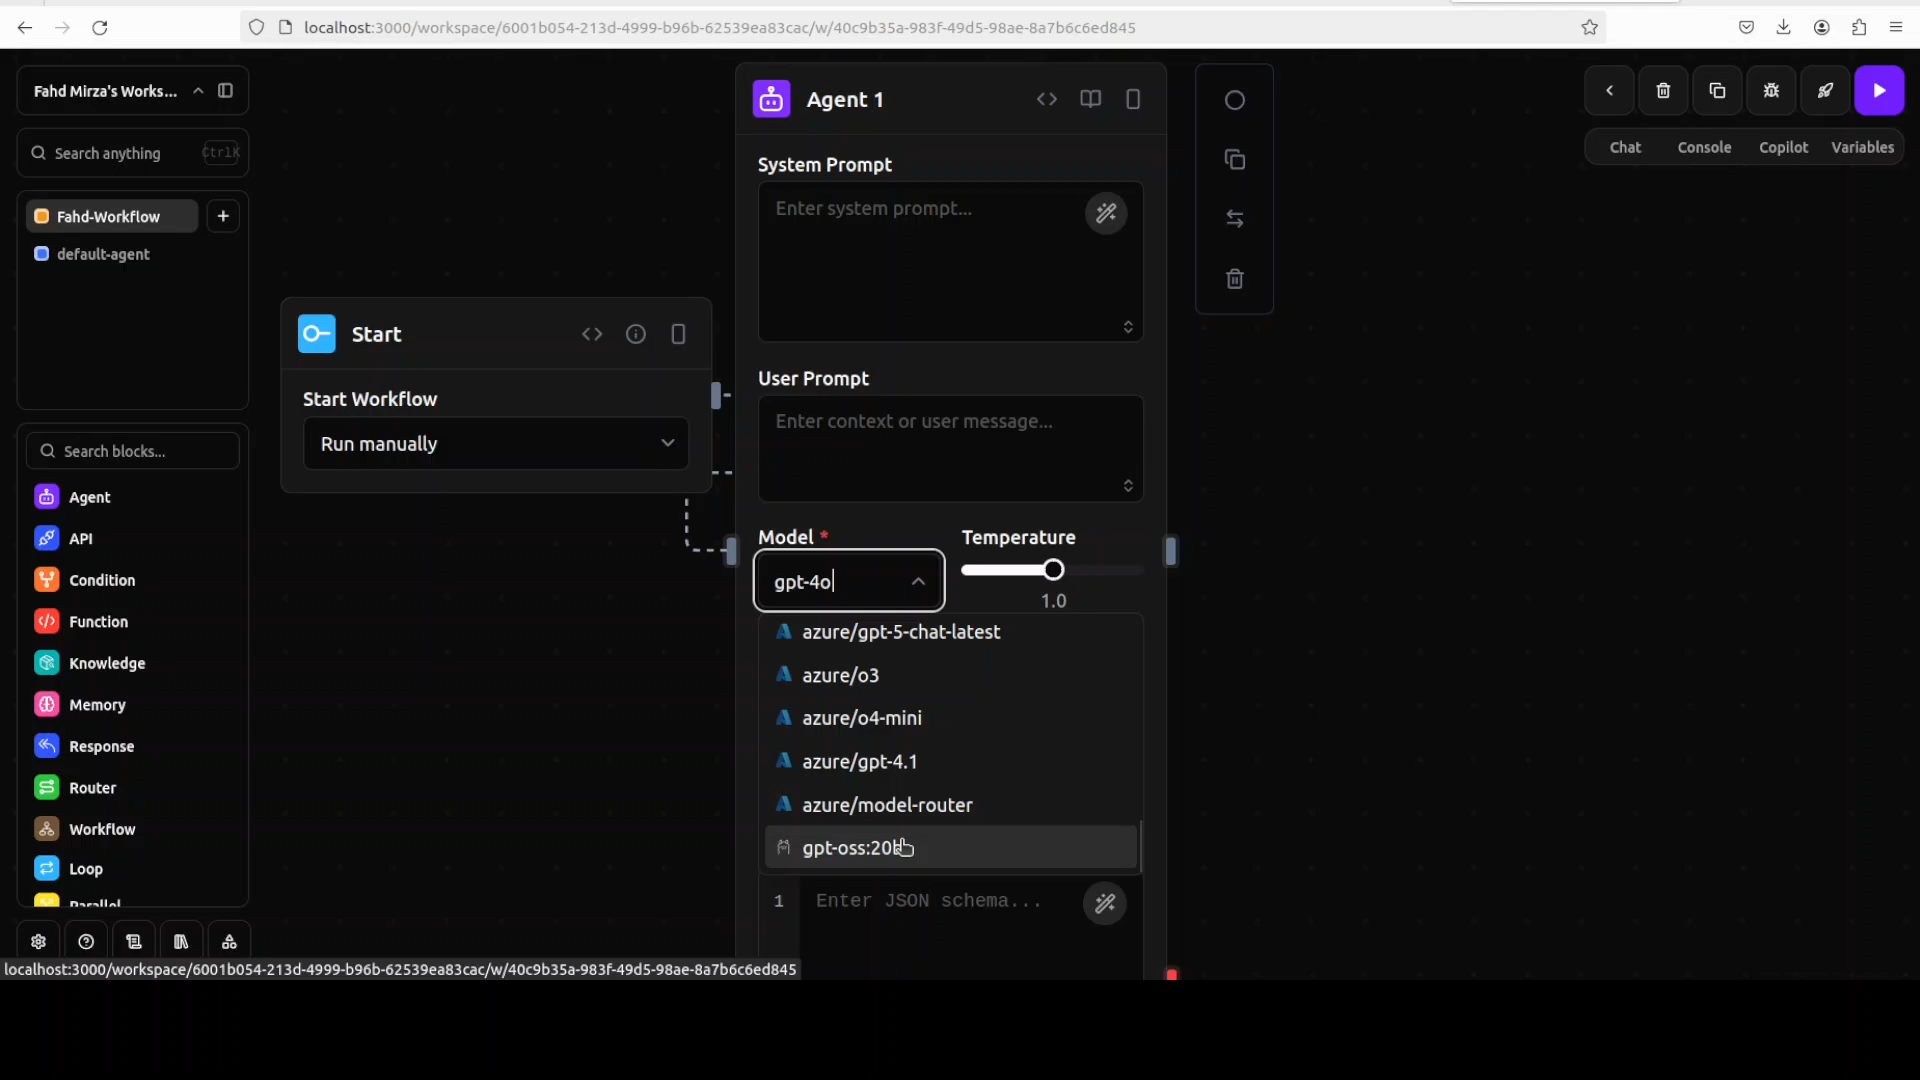 localhost:3000/workspace/6001b054-213d-4999-b96b-62539ea83cac/w/40c9b35a-983f-49d5-98ae-8a7b6c6ed845
Fahd Mirza's Works...
Search anything
CtrlK
Fahd-Workflow
default-agent
Search blocks...
Agent
API
Condition
Function
Knowledge
Memory
Response
Router
Workflow
Loop
Parallel
Start
Start Workflow
Run manually
Agent 1
System Prompt
Enter system prompt...
User Prompt
Enter context or user message...
Model *
Temperature
gpt-4o
1.0
azure/gpt-5-chat-latest
azure/o3
azure/o4-mini
azure/gpt-4.1
azure/model-router
gpt-oss:20b
1
Enter JSON schema...
Chat
Console
Copilot
Variables
localhost:3000/workspace/6001b054-213d-4999-b96b-62539ea83cac/w/40c9b35a-983f-49d5-98ae-8a7b6c6ed845